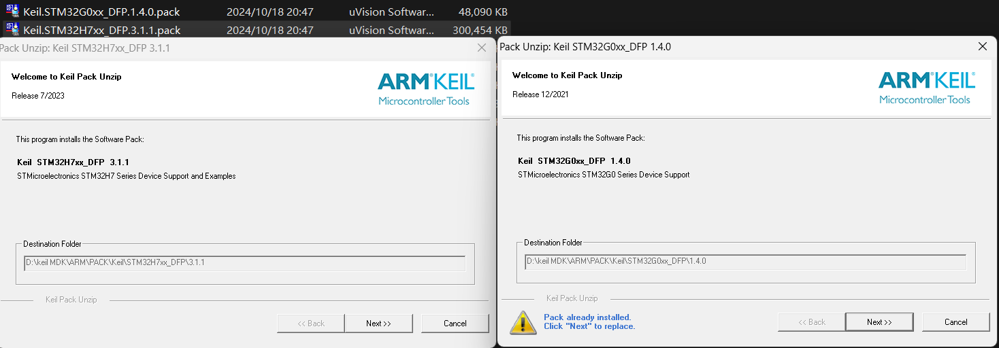 Keil.STM32G0xx_DFP.1.4.0.pack 2024/10/18 20:47 uVision Softwar... 48,090 KB
Keil.STM32H7xx_DFP.3.1.1.pack 2024/10/18 20:47 uVision Softwar... 300,454 KB
Pack Unzip: Keil STM32H7xx_DFP 3.1.1
Welcome to Keil Pack Unzip
Release 7/2023
ARM®KEIL®
Microcontroller Tools
This program installs the Software Pack:
Keil STM32H7xx_DFP 3.1.1
STMicroelectronics STM32H7 Series Device Support and Examples
Destination Folder
D:\keil MDK\ARM\PACK\Keil\STM32H7xx_DFP\3.1.1
Keil Pack Unzip
<< Back Next >> Cancel
Pack Unzip: Keil STM32G0xx_DFP 1.4.0
Welcome to Keil Pack Unzip
Release 12/2021
ARM®KEIL®
Microcontroller Tools
This program installs the Software Pack:
Keil STM32G0xx_DFP 1.4.0
STMicroelectronics STM32G0 Series Device Support
Destination Folder
D:\keil MDK\ARM\PACK\Keil\STM32G0xx_DFP\1.4.0
Keil Pack Unzip
Pack already installed.
Click "Next" to replace.
<< Back Next >> Cancel